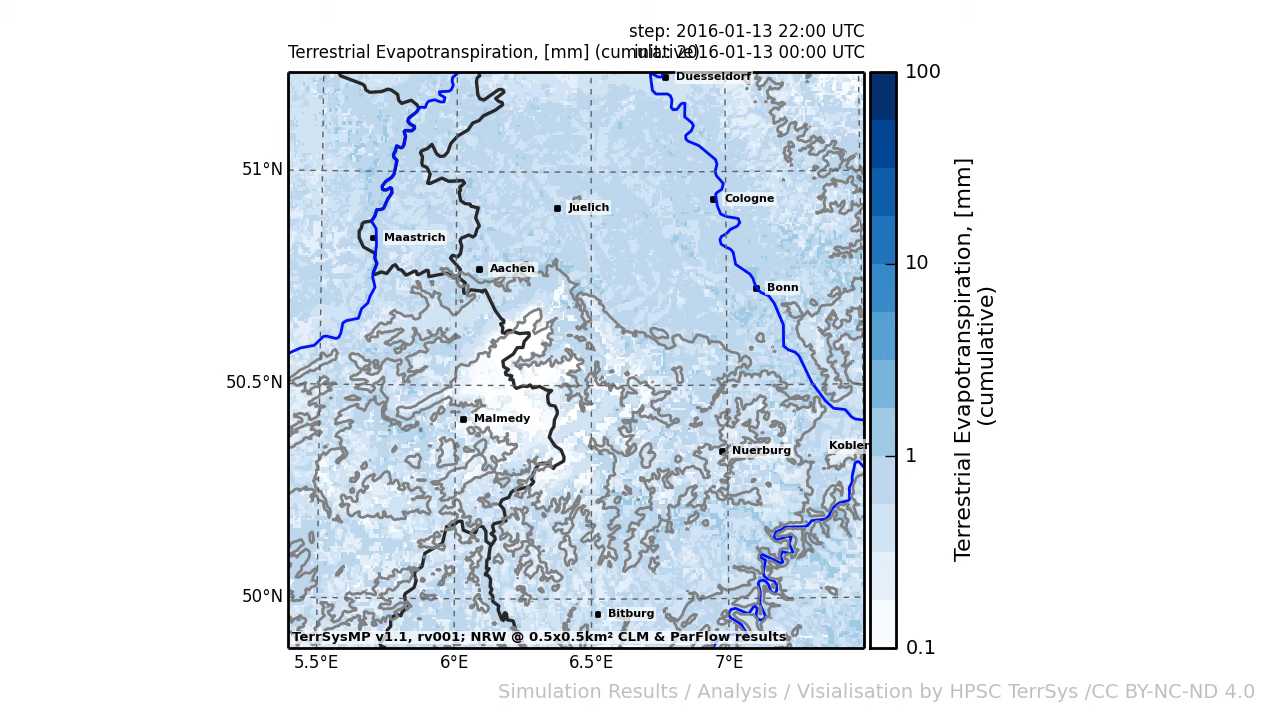 step: 2016-01-13 22:00 UTC
Terrestrial Evapotranspiration, [mm] (cumulative) init: 2016-01-13 00:00 UTC
Duesseldorf
100
51°N
Cologne
Juelich
Maastrich
Aachen
10
Bonn
50.5°N
Malmedy
Nuerburg
Koblen
1
50°N
Bitburg
TerrSysMP v1.1, rv001; NRW @ 0.5x0.5km² CLM & ParFlow results
0.1
5.5°E 6°E 6.5°E 7°E
Terrestrial Evapotranspiration, [mm]
(cumulative)
Simulation Results / Analysis / Visialisation by HPSC TerrSys /CC BY-NC-ND 4.0